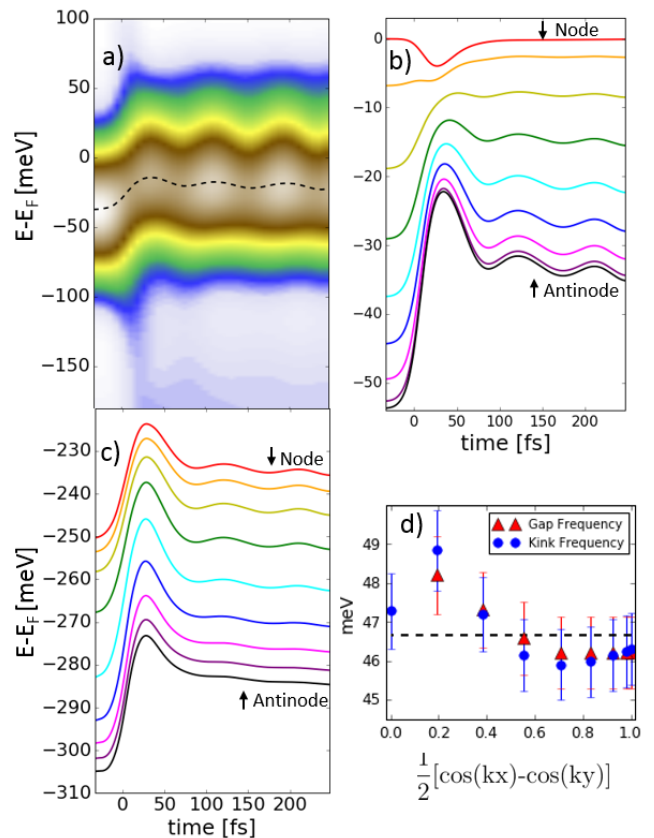 a)
E-E_F [meV]
100
50
0
−50
−100
−150
b)
Node
Antinode
0
−10
−20
−30
−40
−50
0 50 100 150 200
time [fs]
c)
Node
Antinode
E-E_F [meV]
−230
−240
−250
−260
−270
−280
−290
−300
−310
0 50 100 150 200
time [fs]
d)
Gap Frequency
Kink Frequency
meV
49
48
47
46
45
0.0 0.2 0.4 0.6 0.8 1.0
1/2[cos(kx)-cos(ky)]